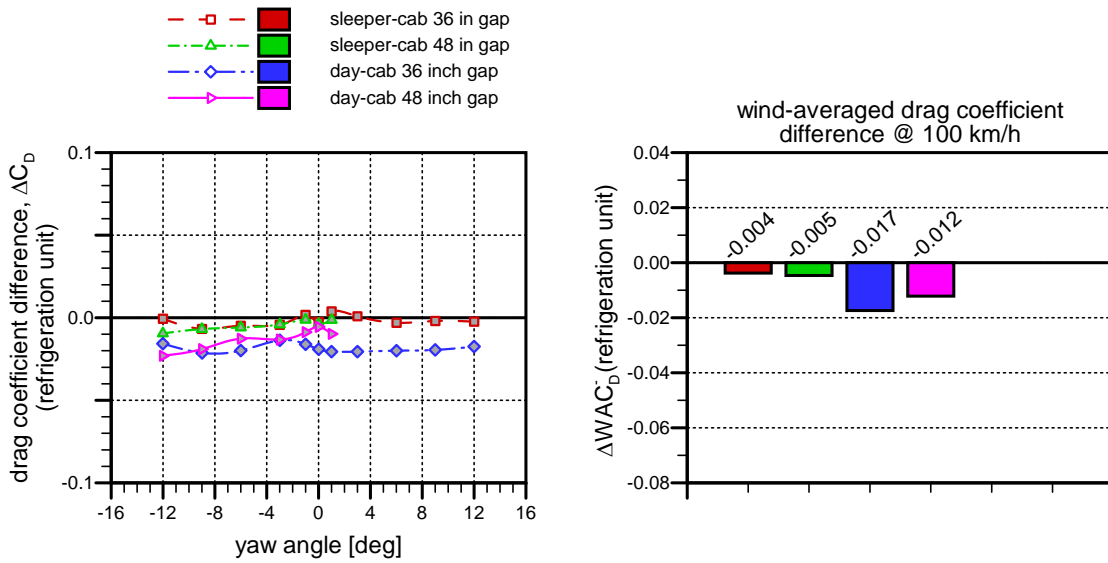 sleeper-cab 36 in gap
sleeper-cab 48 in gap
day-cab 36 inch gap
day-cab 48 inch gap
drag coefficient difference, ΔC_D
(refrigeration unit)
0.1
0.0
-0.1
-16 -12 -8 -4 0 4 8 12 16
yaw angle [deg]
wind-averaged drag coefficient
difference @ 100 km/h
ΔWAC_D (refrigeration unit)
0.04
0.02
0.00
-0.02
-0.04
-0.06
-0.08
-0.004 -0.005 -0.017 -0.012